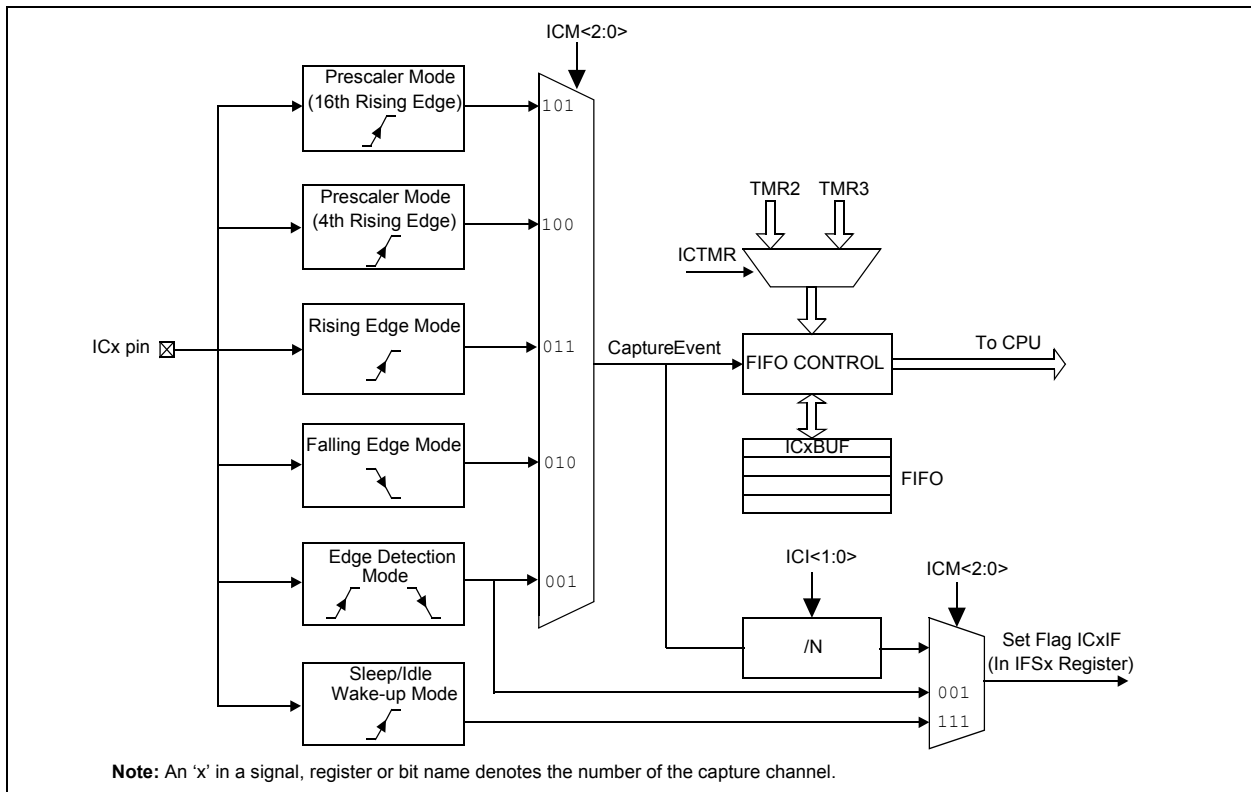 ICM<2:0>
Prescaler Mode
(16th Rising Edge)
101
Prescaler Mode
(4th Rising Edge)
100
TMR2 TMR3
ICTMR
ICx pin
Rising Edge Mode
011
CaptureEvent
FIFO CONTROL
To CPU
Falling Edge Mode
010
ICxBUF
FIFO
Edge Detection
Mode
001
ICI<1:0>
ICM<2:0>
/N
Set Flag ICxIF
(In IFSx Register)
Sleep/Idle
Wake-up Mode
001
111
Note: An ‘x’ in a signal, register or bit name denotes the number of the capture channel.